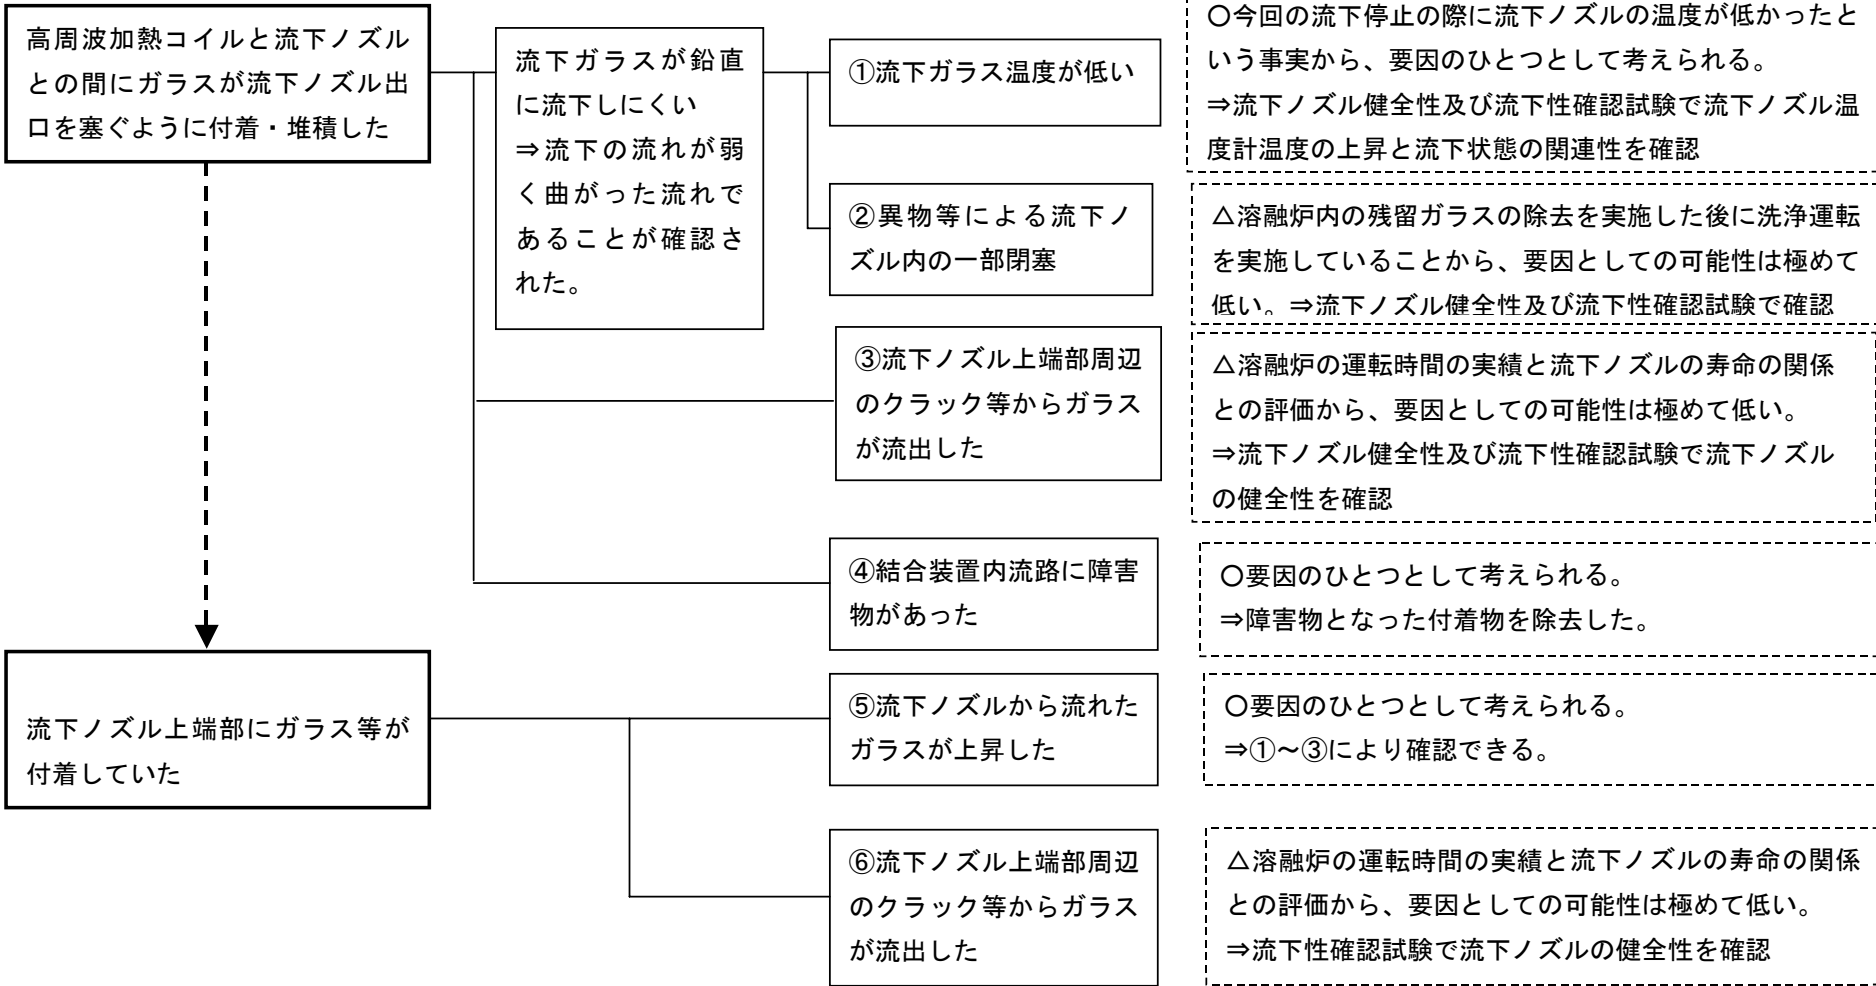 高周波加熱コイルと流下ノズル
との間にガラスが流下ノズル出
口を塞ぐように付着・堆積した
流下ガラスが鉛直
に流下しにくい
⇒流下の流れが弱
く曲がった流れで
あることが確認さ
れた。
①流下ガラス温度が低い
〇今回の流下停止の際に流下ノズルの温度が低かったと
いう事実から、要因のひとつとして考えられる。
⇒流下ノズル健全性及び流下性確認試験で流下ノズル温
度計温度の上昇と流下状態の関連性を確認
②異物等による流下ノ
ズル内の一部閉塞
△溶融炉内の残留ガラスの除去を実施した後に洗浄運転
を実施していることから、要因としての可能性は極めて
低い。⇒流下ノズル健全性及び流下性確認試験で確認
③流下ノズル上端部周辺
のクラック等からガラス
が流出した
△溶融炉の運転時間の実績と流下ノズルの寿命の関係
との評価から、要因としての可能性は極めて低い。
⇒流下ノズル健全性及び流下性確認試験で流下ノズル
の健全性を確認
④結合装置内流路に障害
物があった
〇要因のひとつとして考えられる。
⇒障害物となった付着物を除去した。
流下ノズル上端部にガラス等が
付着していた
⑤流下ノズルから流れた
ガラスが上昇した
〇要因のひとつとして考えられる。
⇒①～③により確認できる。
⑥流下ノズル上端部周辺
のクラック等からガラス
が流出した
△溶融炉の運転時間の実績と流下ノズルの寿命の関係
との評価から、要因としての可能性は極めて低い。
⇒流下性確認試験で流下ノズルの健全性を確認